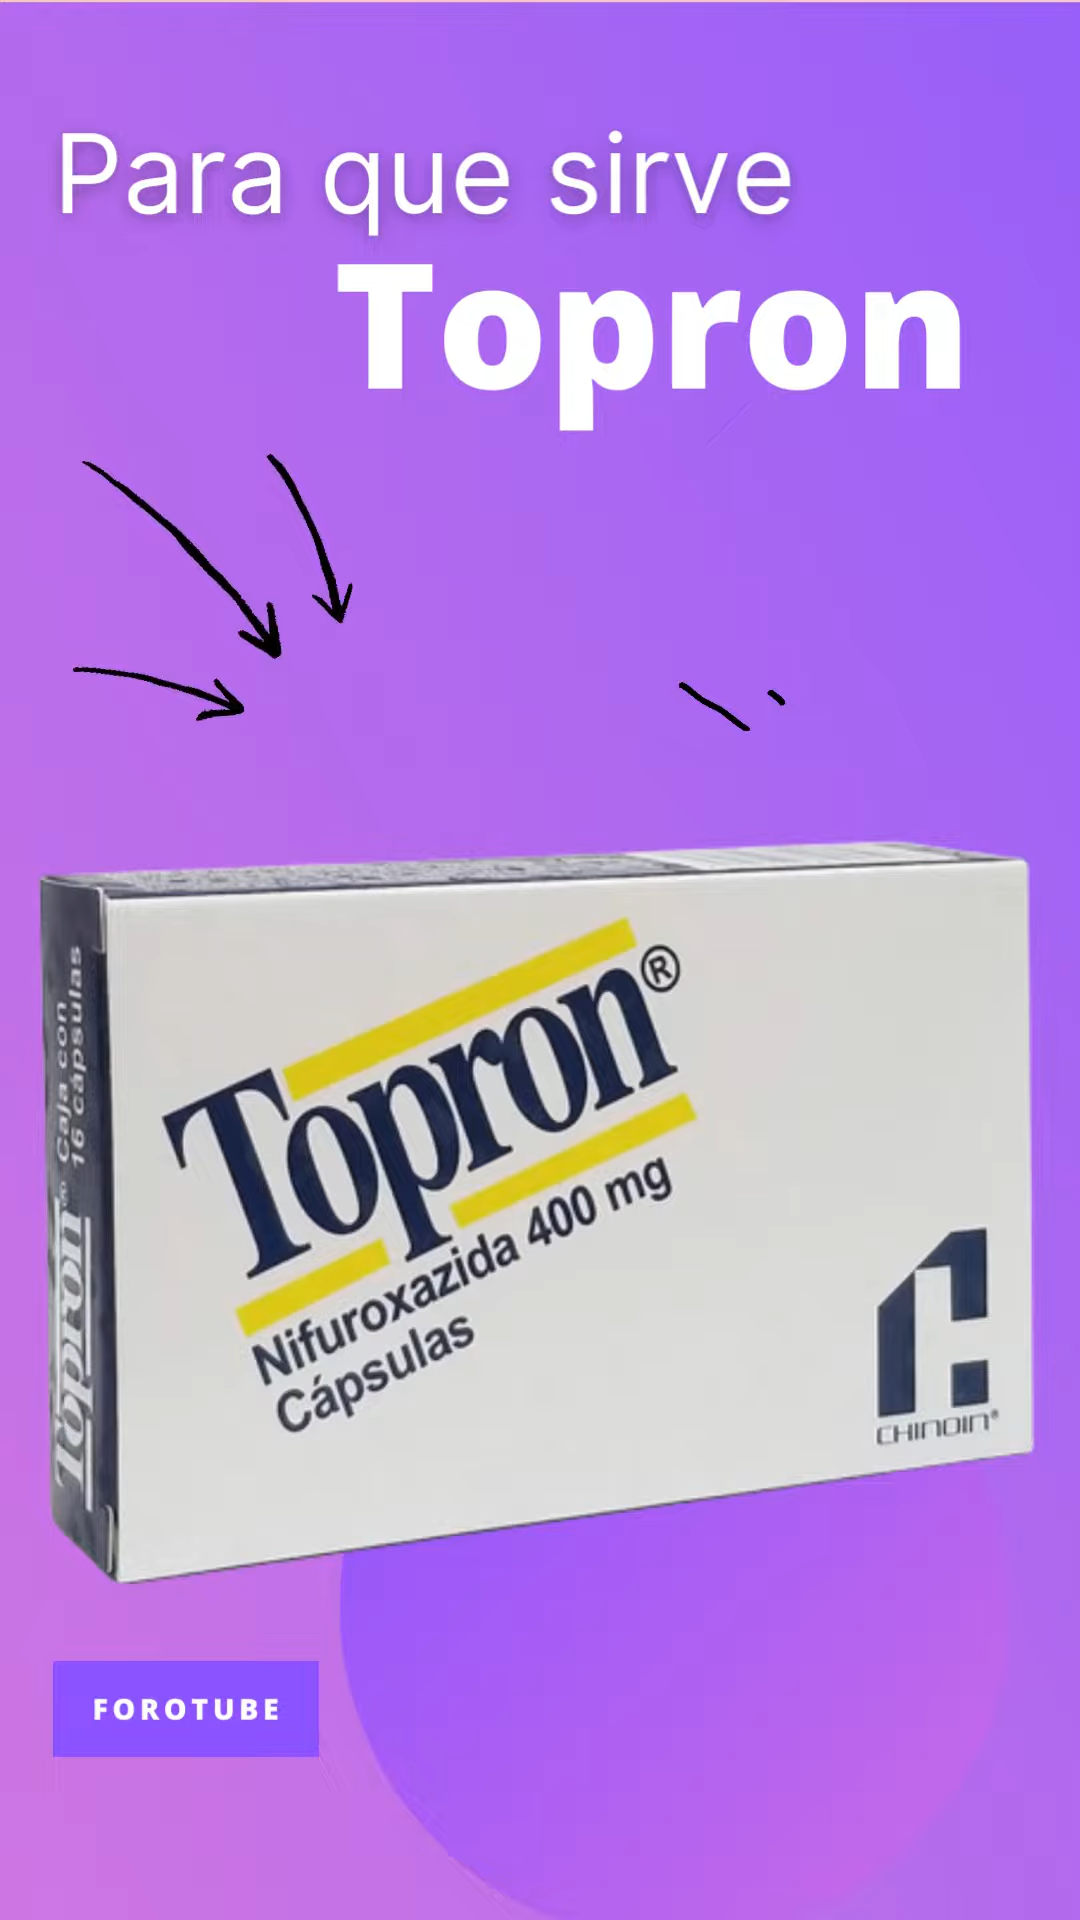 Para que sirve
Topron
Caja con
16 cápsulas
Topron®
Topron®
Nifuroxazida 400 mg
Cápsulas
CHINOIN®
FOROTUBE